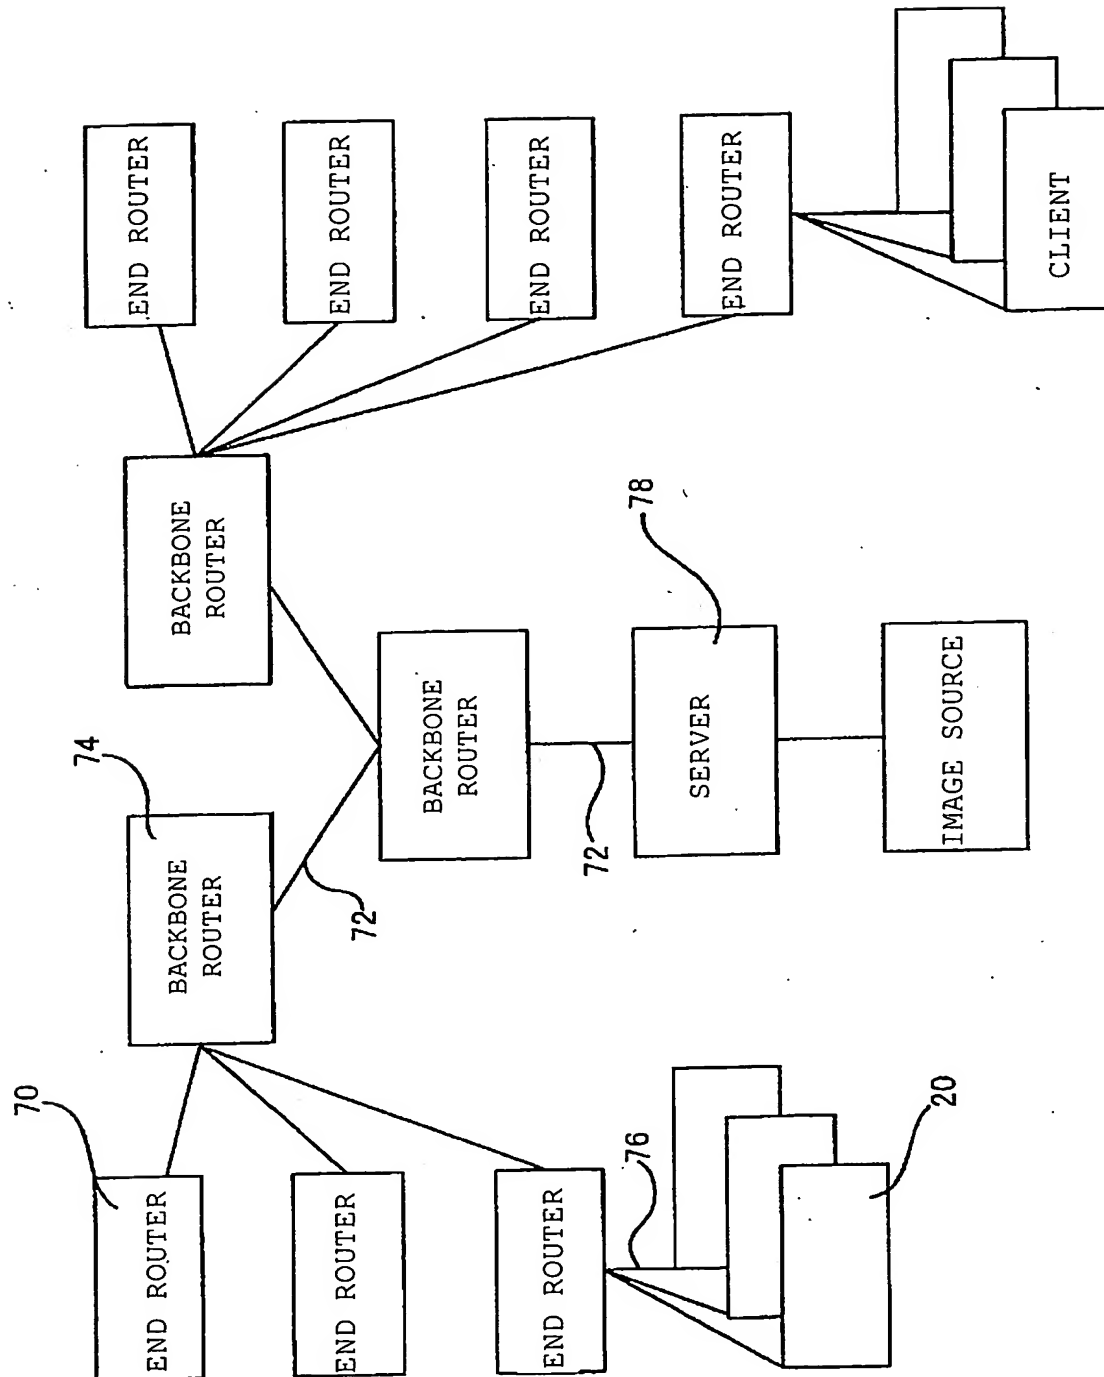 70
END ROUTER
END ROUTER
END ROUTER
76
20
74
BACKBONE
ROUTER
72
BACKBONE
ROUTER
72
SERVER
78
IMAGE SOURCE
BACKBONE
ROUTER
END ROUTER
END ROUTER
END ROUTER
END ROUTER
CLIENT